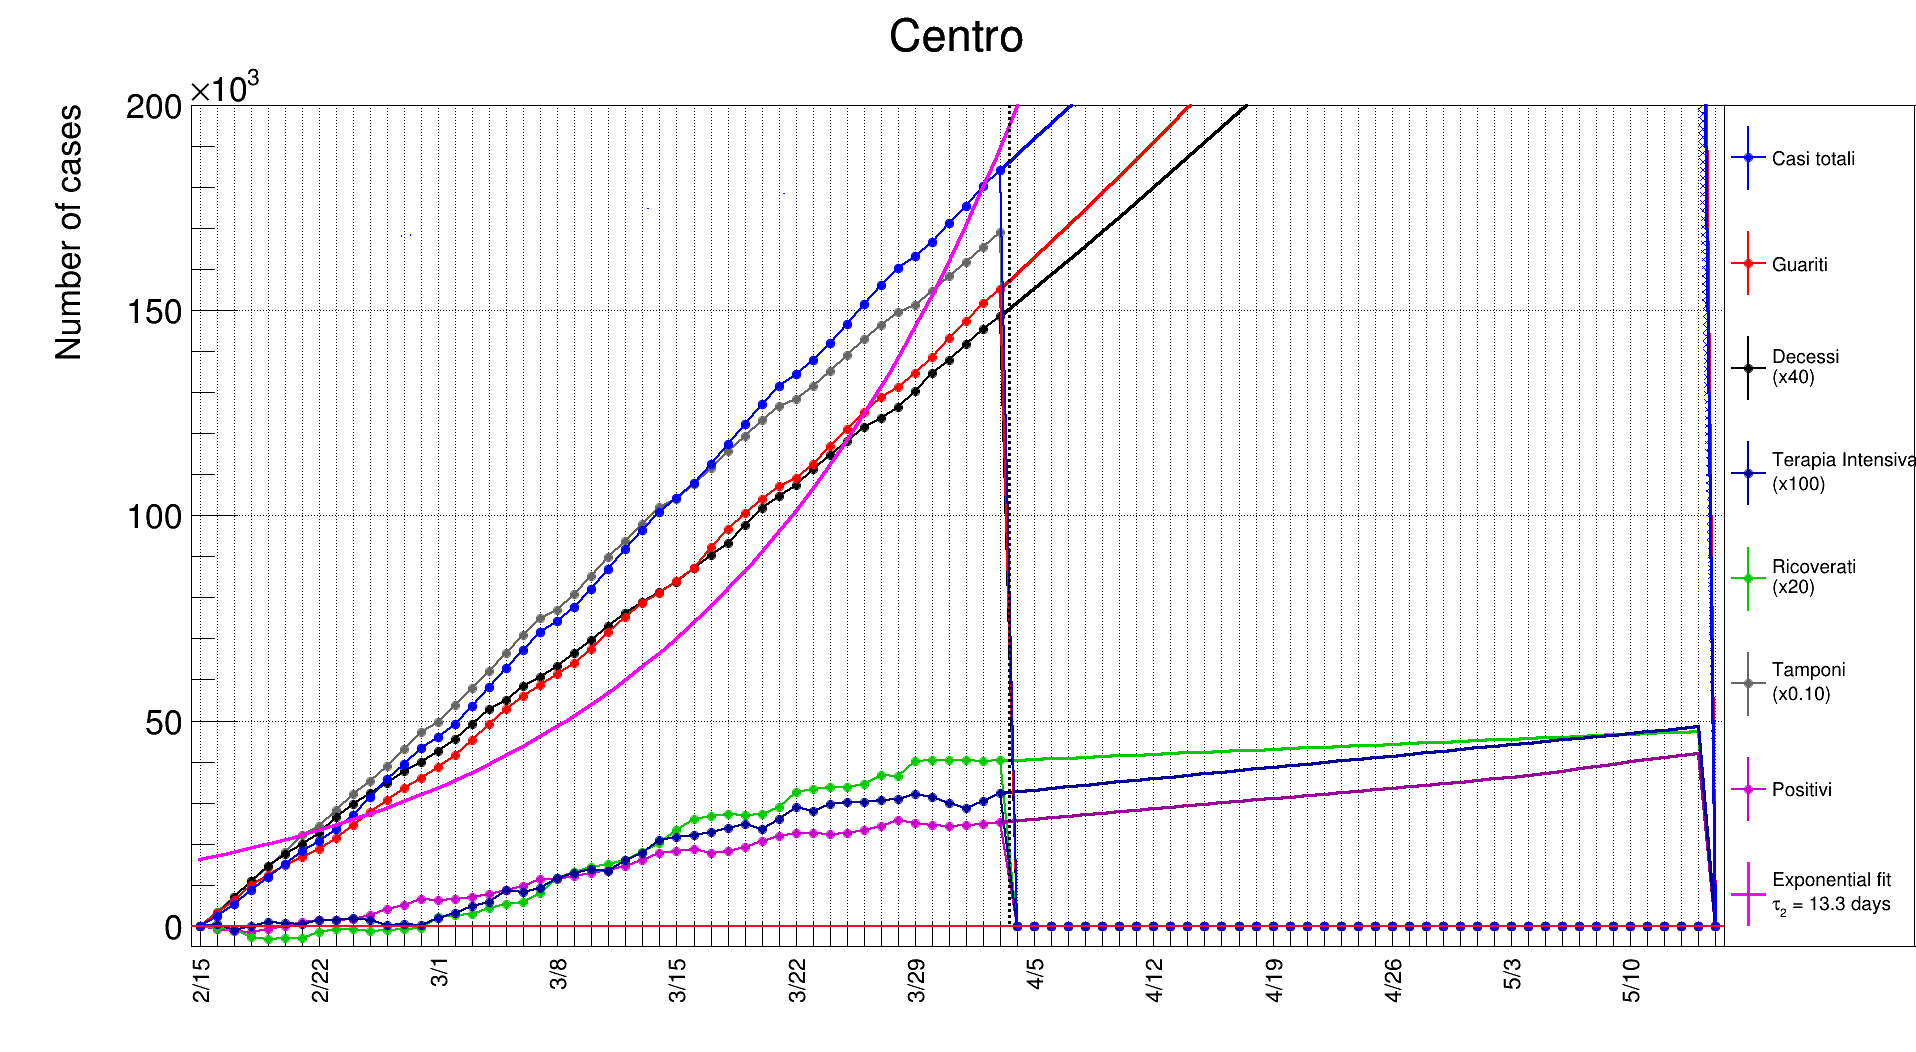 Centro
×10³
Number of cases
200
150
100
50
0
2/15
2/22
3/1
3/8
3/15
3/22
3/29
4/5
4/12
4/19
4/26
5/3
5/10
Casi totali
Guariti
Decessi
(x40)
Terapia Intensiva
(x100)
Ricoverati
(x20)
Tamponi
(x0.10)
Positivi
Exponential fit
τ₂ = 13.3 days